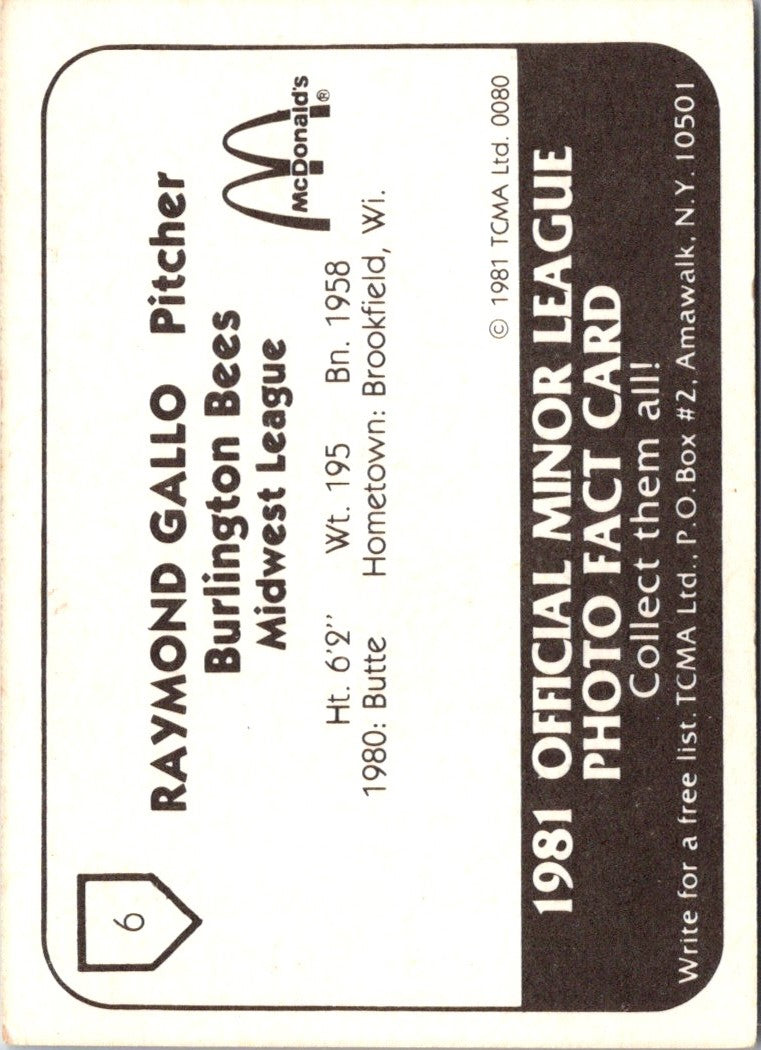 6
RAYMOND GALLO Pitcher
Burlington Bees
Midwest League
McDonald's®
Ht. 6'2" Wt. 195 Bn. 1958
1980: Butte Hometown: Brookfield, Wi.
© 1981 TCMA Ltd. 0080
1981 OFFICIAL MINOR LEAGUE
PHOTO FACT CARD
Collect them all!
Write for a free list. TCMA Ltd., P.O. Box #2, Amawalk, N.Y. 10501